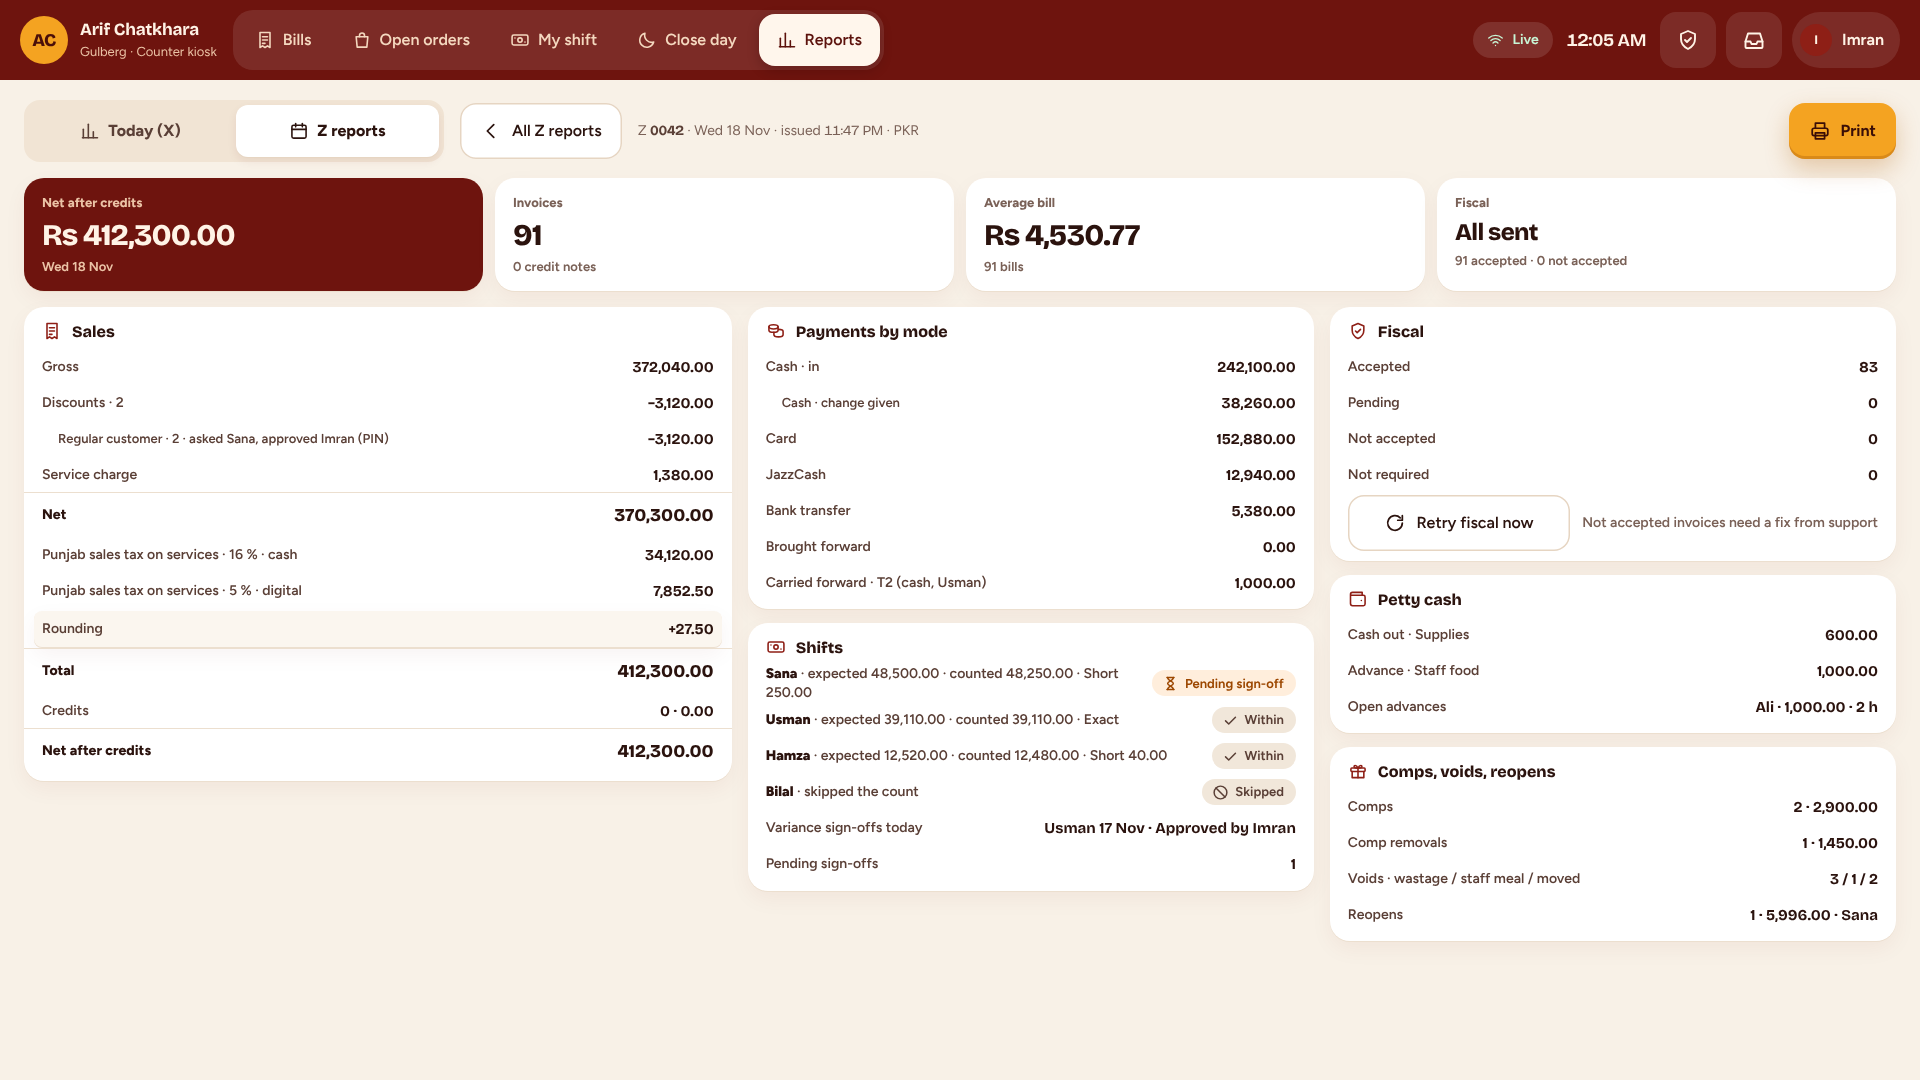 AC
Arif Chatkhara
Gulberg · Counter kiosk
Bills
Open orders
My shift
Close day
Reports
Live
12:05 AM
I
Imran
Today (X)
Z reports
All Z reports
Z 0042 · Wed 18 Nov · issued 11:47 PM · PKR
Print
Net after credits
Rs 412,300.00
Wed 18 Nov
Invoices
91
0 credit notes
Average bill
Rs 4,530.77
91 bills
Fiscal
All sent
91 accepted · 0 not accepted
Sales
Gross 372,040.00
Discounts · 2 −3,120.00
Regular customer · 2 · asked Sana, approved Imran (PIN) −3,120.00
Service charge 1,380.00
Net 370,300.00
Punjab sales tax on services · 16 % · cash 34,120.00
Punjab sales tax on services · 5 % · digital 7,852.50
Rounding +27.50
Total 412,300.00
Credits 0 · 0.00
Net after credits 412,300.00
Payments by mode
Cash · in 242,100.00
Cash · change given 38,260.00
Card 152,880.00
JazzCash 12,940.00
Bank transfer 5,380.00
Brought forward 0.00
Carried forward · T2 (cash, Usman) 1,000.00
Shifts
Sana · expected 48,500.00 · counted 48,250.00 · Short
250.00
Pending sign-off
Usman · expected 39,110.00 · counted 39,110.00 · Exact Within
Hamza · expected 12,520.00 · counted 12,480.00 · Short 40.00 Within
Bilal · skipped the count Skipped
Variance sign-offs today Usman 17 Nov · Approved by Imran
Pending sign-offs 1
Fiscal
Accepted 83
Pending 0
Not accepted 0
Not required 0
Retry fiscal now Not accepted invoices need a fix from support
Petty cash
Cash out · Supplies 600.00
Advance · Staff food 1,000.00
Open advances Ali · 1,000.00 · 2 h
Comps, voids, reopens
Comps 2 · 2,900.00
Comp removals 1 · 1,450.00
Voids · wastage / staff meal / moved 3 / 1 / 2
Reopens 1 · 5,996.00 · Sana